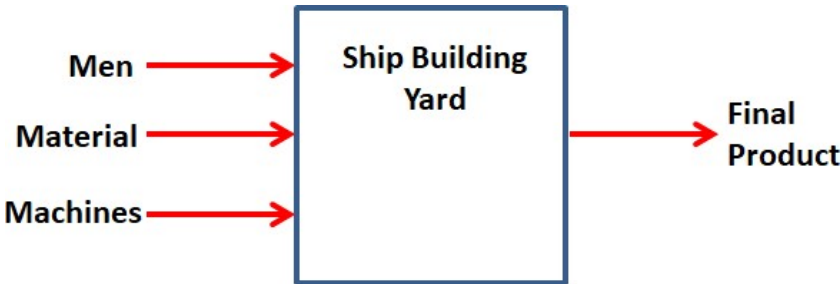 Men
Material
Machines
Ship Building
Yard
Final
Product